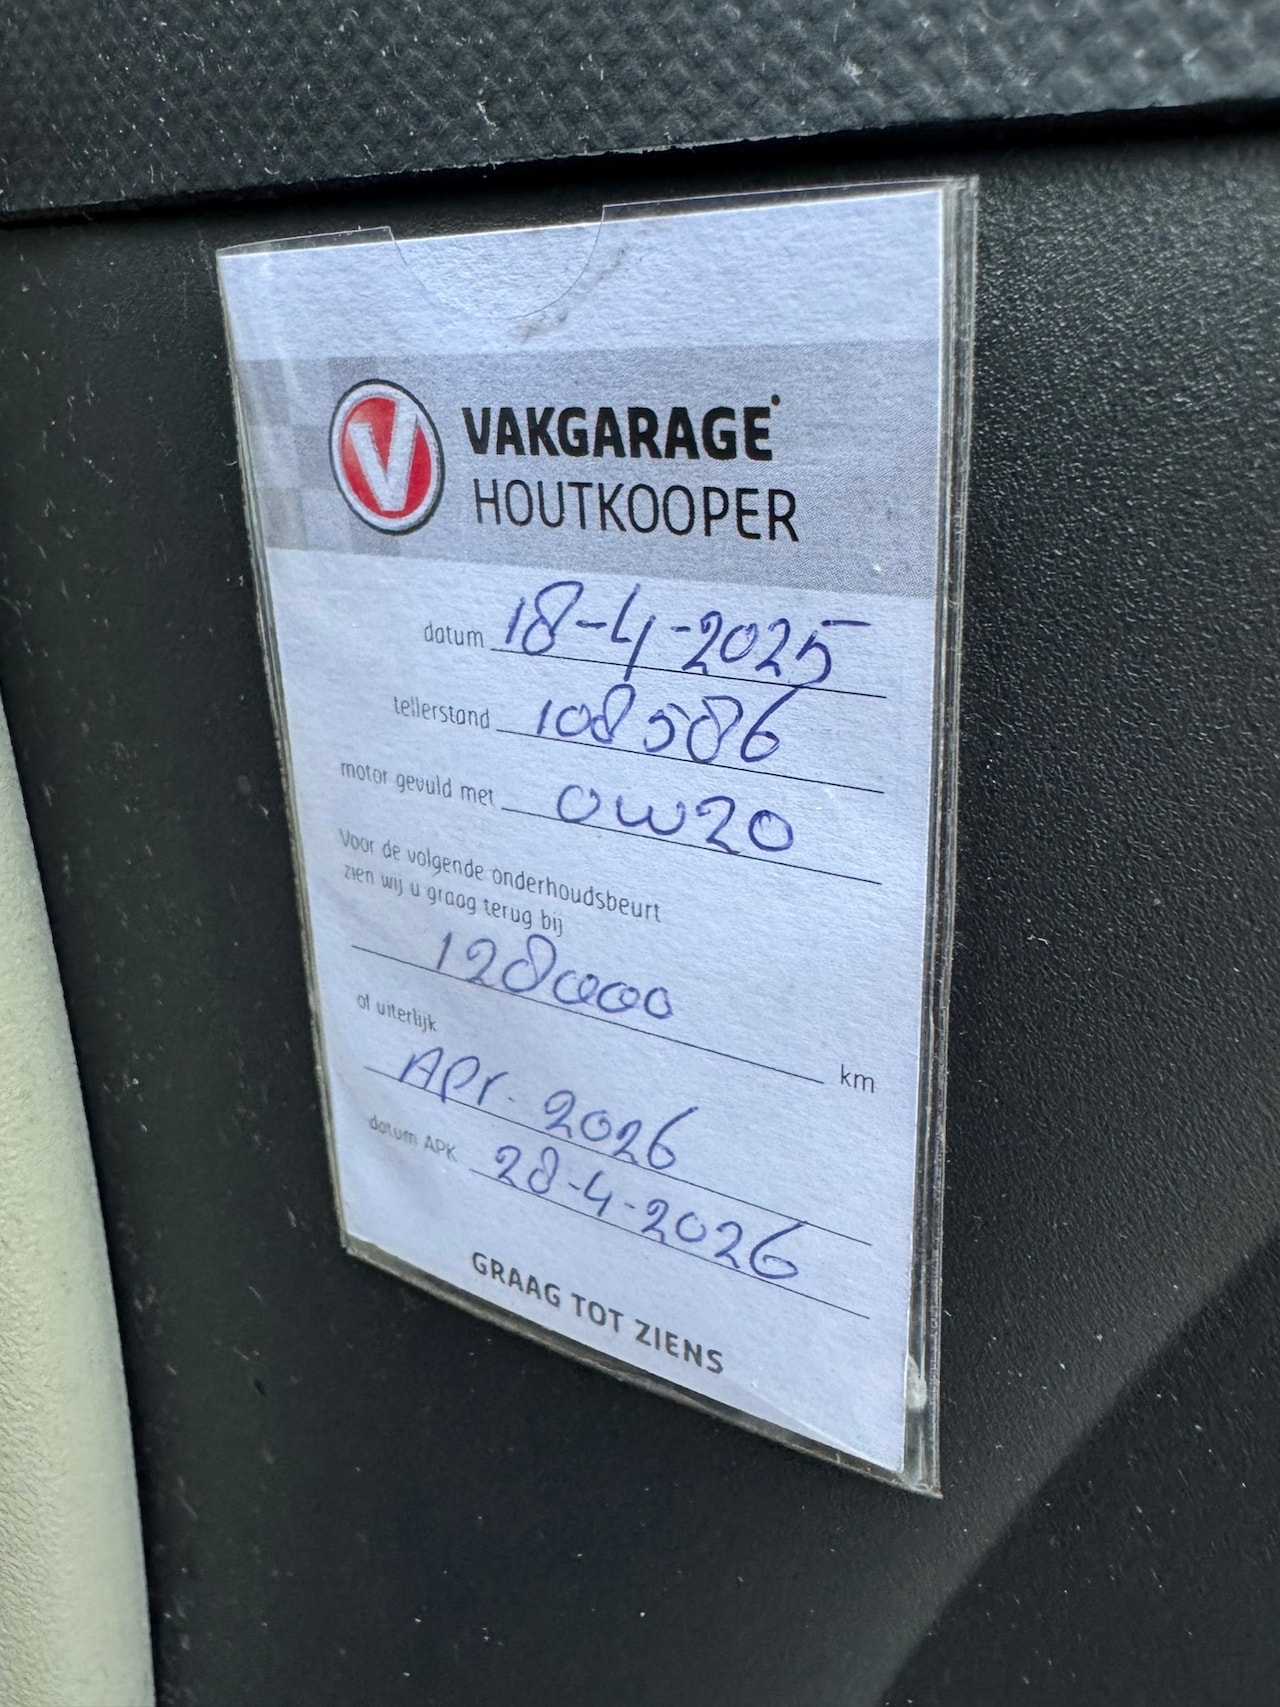 VAKGARAGE
HOUTKOOPER
datum 18-4-2025
tellerstand 108586
motor gevuld met 0W20
Voor de volgende onderhoudsbeurt
zien wij u graag terug bij
128000 km
of uiterlijk
Apr. 2026
datum APK 28-4-2026
GRAAG TOT ZIENS